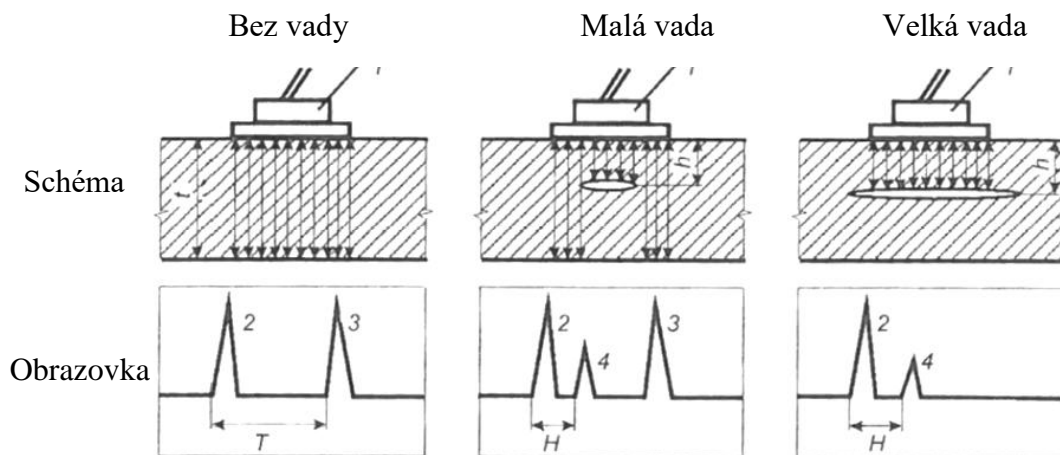 Bez vady Malá vada Velká vada
Schéma
t h h
Obrazovka
2 3 2 4 3 2 4
T H H